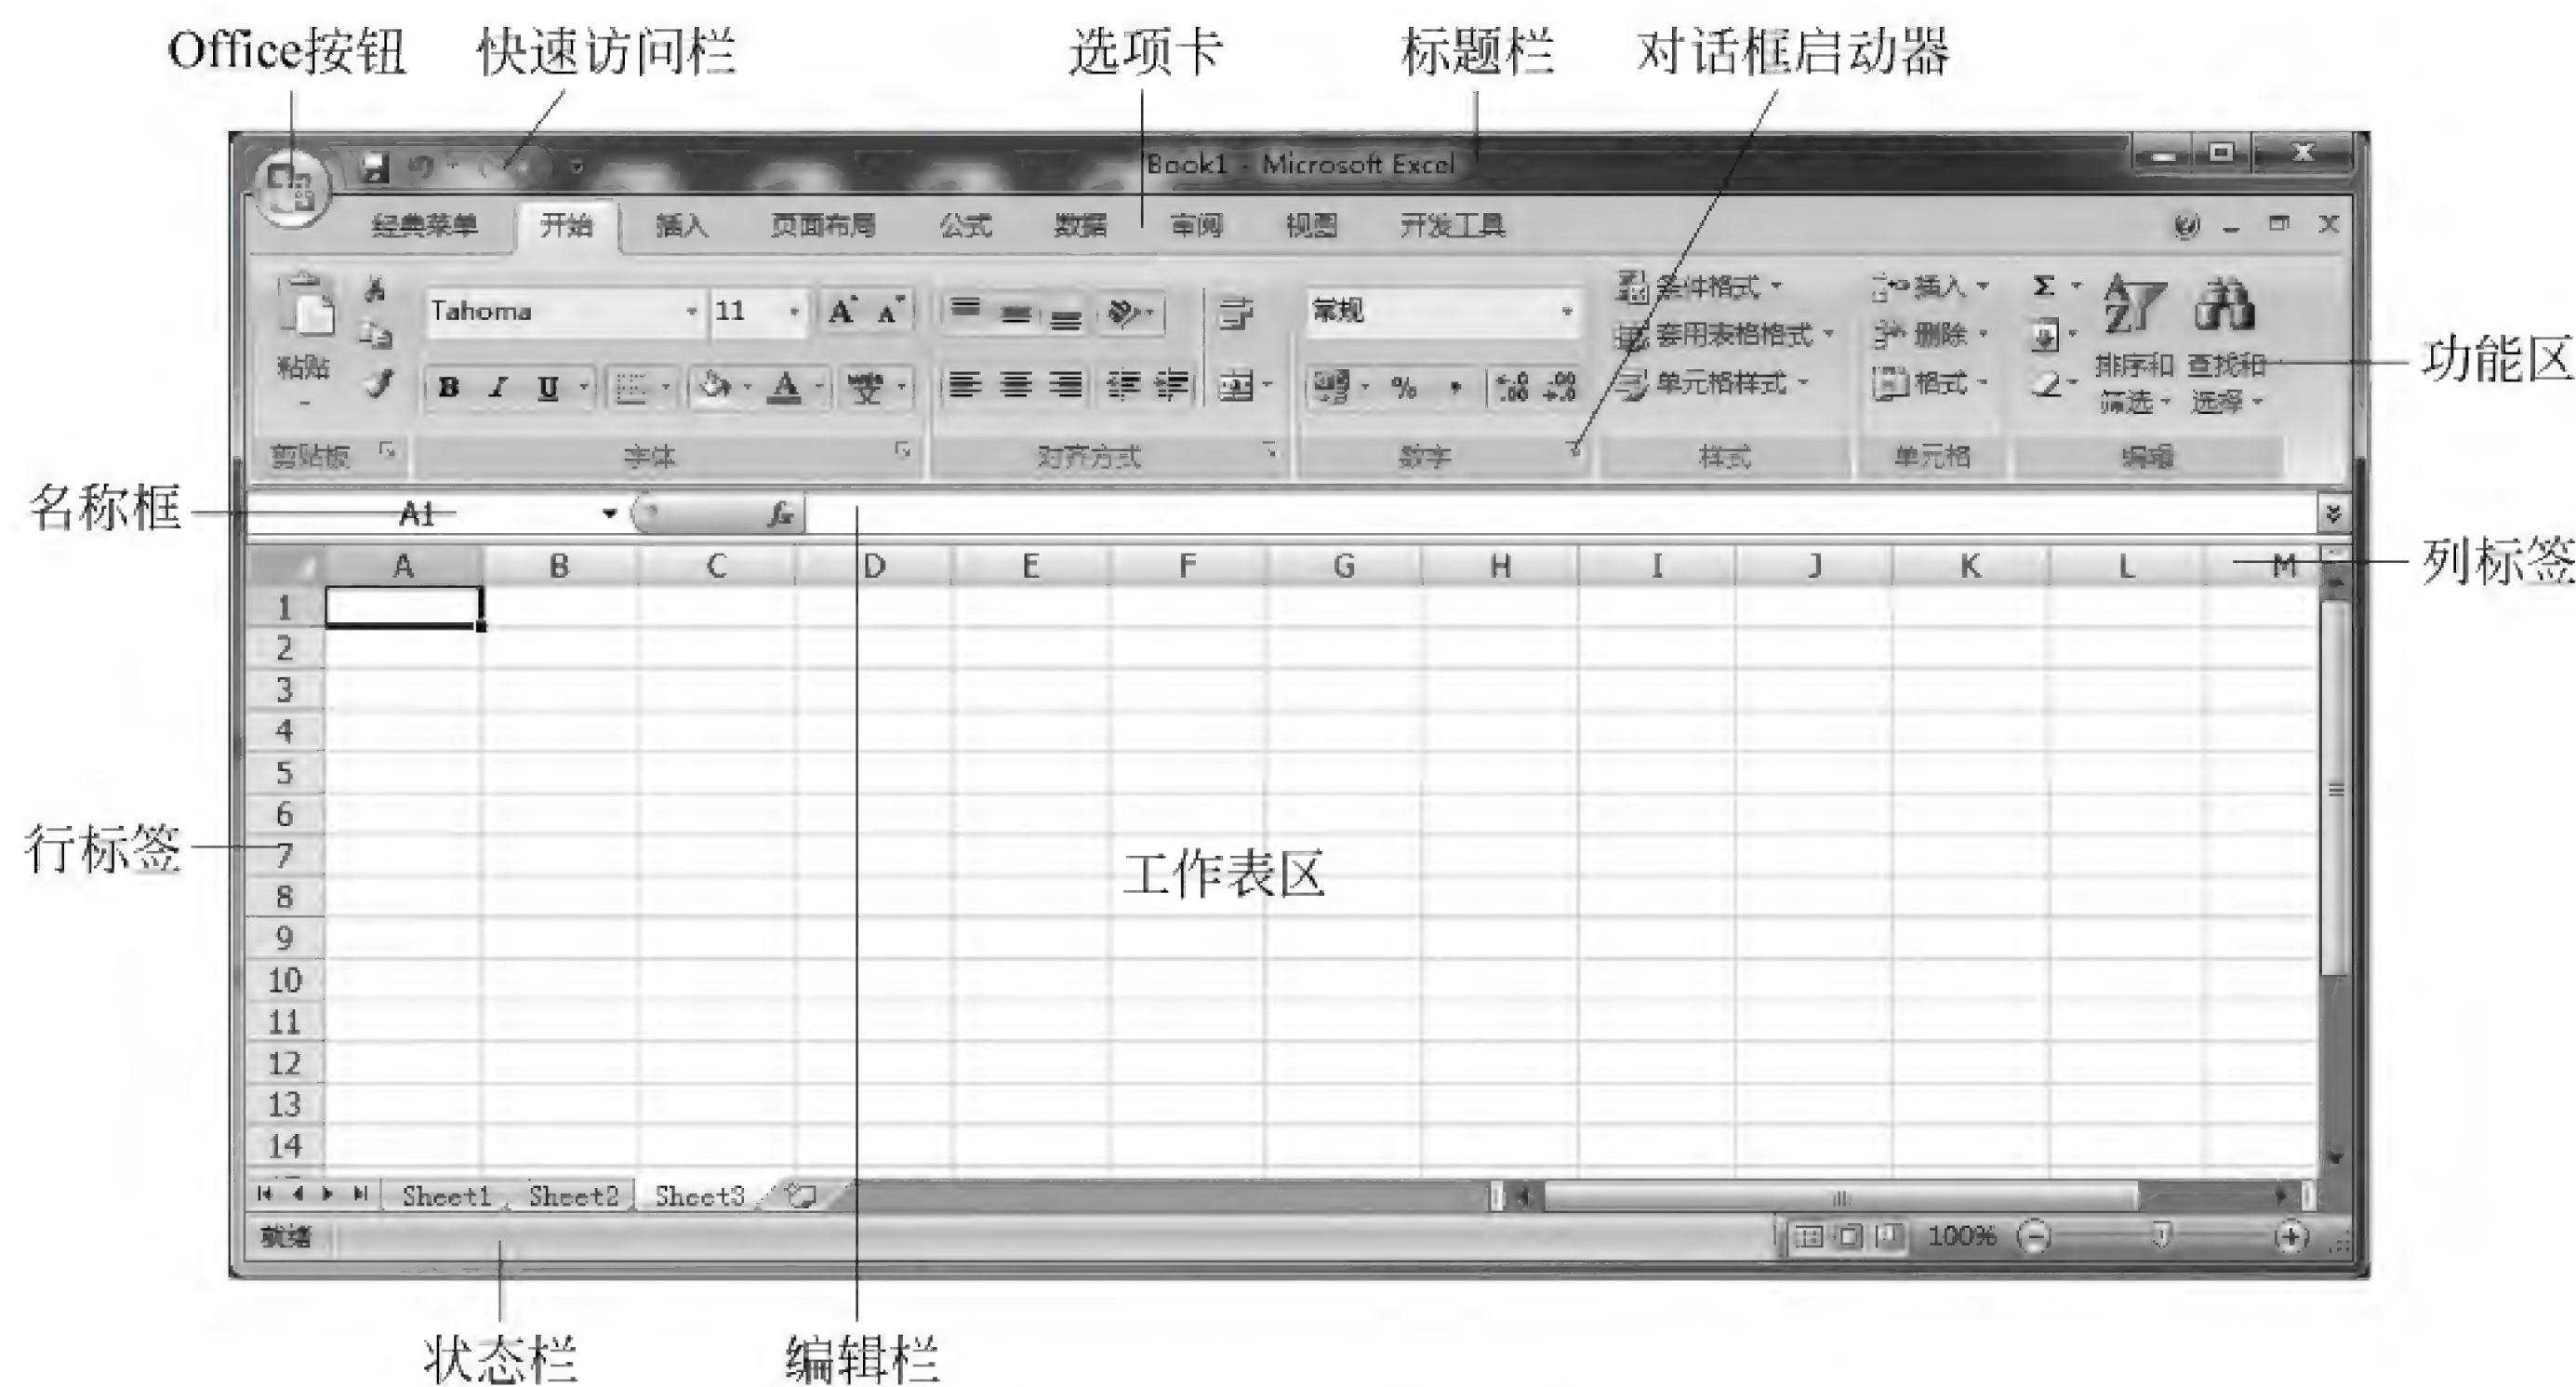 Office按钮 快速访问栏 选项卡 标题栏 对话框启动器
Book1 - Microsoft Excel
经典菜单 开始 插入 页面布局 公式 数据 审阅 视图 开发工具
Tahoma 11 常规 条件格式 插入 Σ
套用表格格式 删除
粘贴 排序和 查找和 功能区
B I U 单元格样式 格式
筛选 选择
剪贴板 字体 对齐方式 数字 样式 单元格 编辑
名称框 A1 fx
A B C D E F G H I J K L M 列标签
1
2
3
4
5
6
行标签 7 工作表区
8
9
10
11
12
13
14
Sheet1 Sheet2 Sheet3
就绪 100%
状态栏 编辑栏